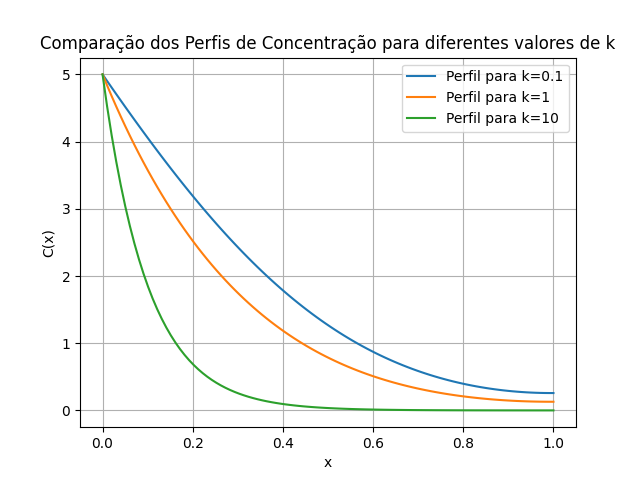 Comparação dos Perfis de Concentração para diferentes valores de k
Perfil para k=0.1
Perfil para k=1
Perfil para k=10
C(x)
5
4
3
2
1
0
0.0 0.2 0.4 0.6 0.8 1.0
x